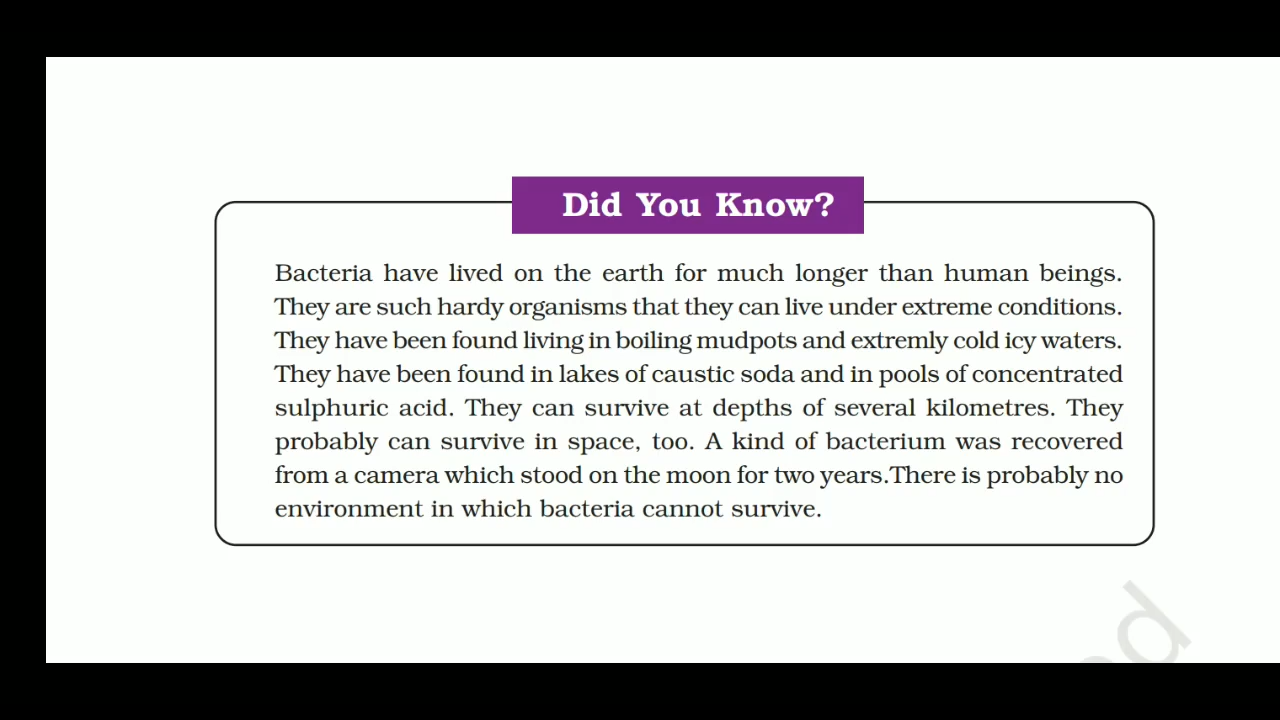 Did You Know?
Bacteria have lived on the earth for much longer than human beings.
They are such hardy organisms that they can live under extreme conditions.
They have been found living in boiling mudpots and extremly cold icy waters.
They have been found in lakes of caustic soda and in pools of concentrated
sulphuric acid. They can survive at depths of several kilometres. They
probably can survive in space, too. A kind of bacterium was recovered
from a camera which stood on the moon for two years.There is probably no
environment in which bacteria cannot survive.